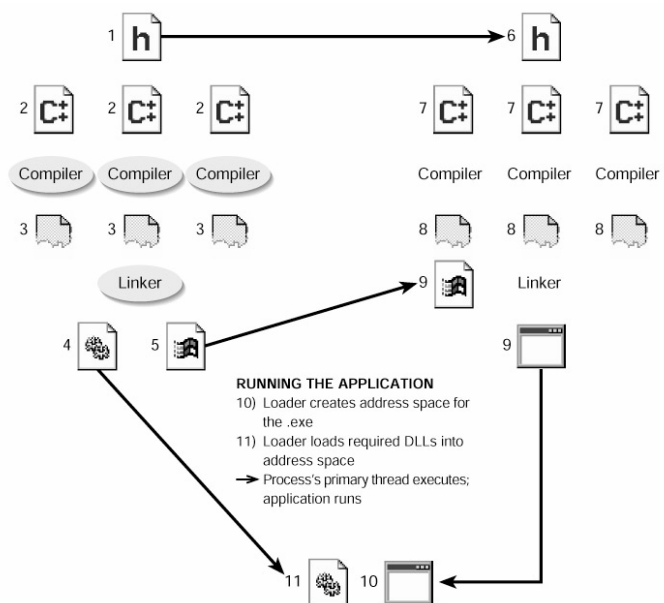 1 h 6 h
2 C++ 2 C++ 2 C++ 7 C++ 7 C++ 7 C++
Compiler Compiler Compiler Compiler Compiler Compiler
3 3 3 8 8 8
Linker 9 Linker
4 5 9
RUNNING THE APPLICATION
10) Loader creates address space for
the .exe
11) Loader loads required DLLs into
address space
Process's primary thread executes;
application runs
11 10